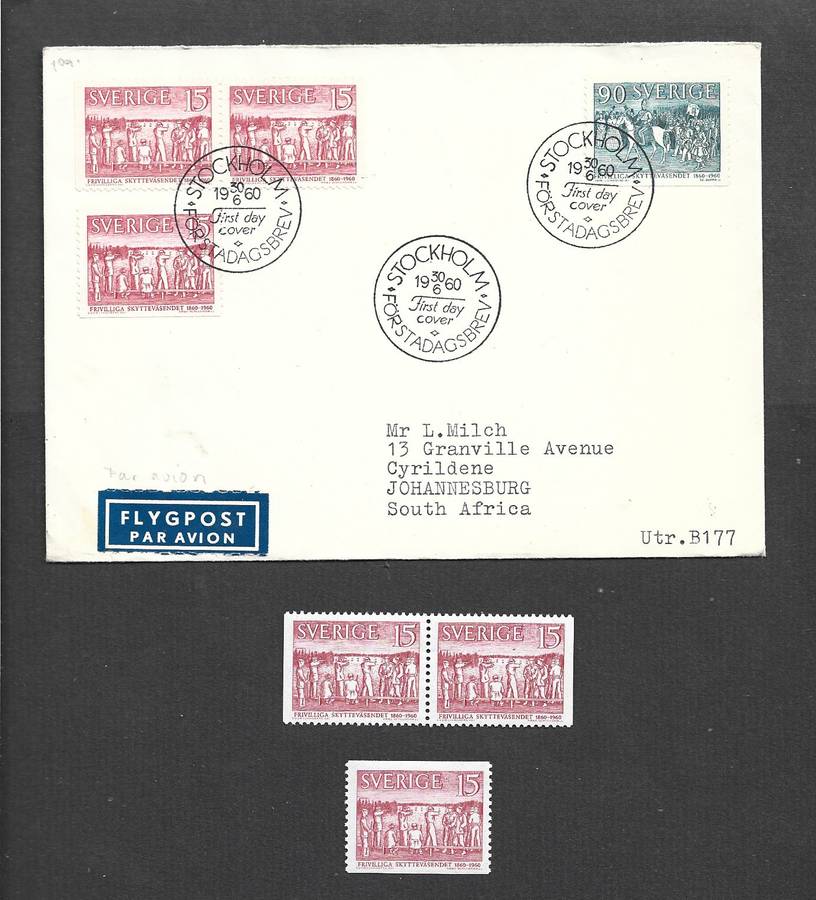 SVERIGE 15
FRIVILLIGA SKYTTEVÄSENDET 1860-1960
SVERIGE 15
FRIVILLIGA SKYTTEVÄSENDET 1860-1960
90 SVERIGE
FRIVILLIGA SKYTTEVÄSENDET 1860-1960
SVERIGE 15
FRIVILLIGA SKYTTEVÄSENDET 1860-1960
STOCKHOLM
30
19 60
6
First day
cover
FÖRSTADAGSBREV
STOCKHOLM
30
19 60
6
First day
cover
FÖRSTADAGSBREV
STOCKHOLM
30
19 60
6
First day
cover
FÖRSTADAGSBREV
Mr L.Milch
13 Granville Avenue
Cyrildene
JOHANNESBURG
South Africa
Utr.B177
Par avion
FLYGPOST
PAR AVION
SVERIGE 15
FRIVILLIGA SKYTTEVÄSENDET 1860-1960
SVERIGE 15
FRIVILLIGA SKYTTEVÄSENDET 1860-1960
SVERIGE 15
FRIVILLIGA SKYTTEVÄSENDET 1860-1960